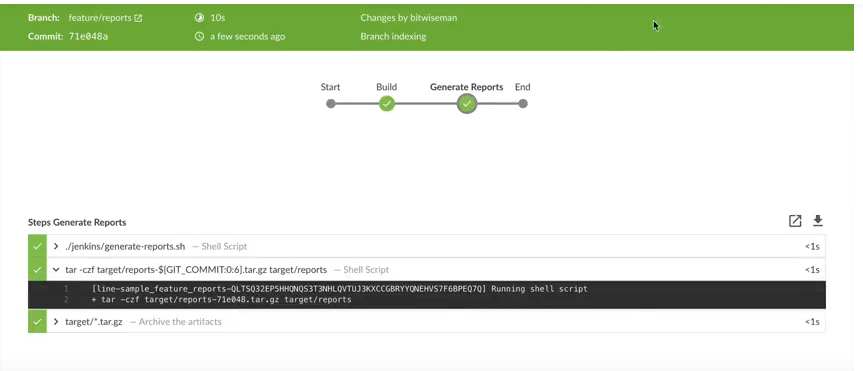 Branch: feature/reports 10s Changes by bitwiseman
Commit: 71e048a a few seconds ago Branch indexing
Start Build Generate Reports End
Steps Generate Reports
./jenkins/generate-reports.sh — Shell Script <1s
tar -czf target/reports-${GIT_COMMIT:0:6}.tar.gz target/reports — Shell Script <1s
1 [line-sample_feature_reports-QLTSQ32EP5HHQNQS3T3NHLQVTUJ3KXCCGBRYYQNEHVS7F6BPEQ7Q] Running shell script
2 + tar -czf target/reports-71e048.tar.gz target/reports
target/*.tar.gz — Archive the artifacts <1s